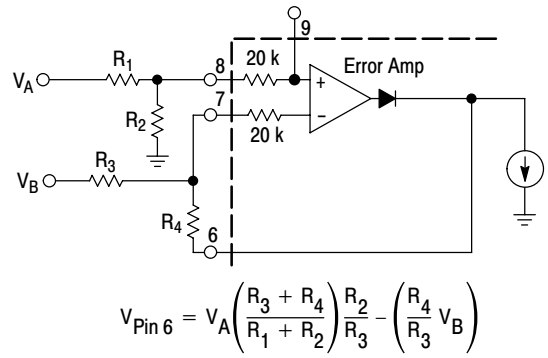 9
R1
8
20 k
Error Amp
VA
+
7
R2
20 k
−
R3
VB
R4
6
V Pin 6 = VA((R3 + R4)/(R1 + R2)) R2/R3 − (R4/R3 VB)